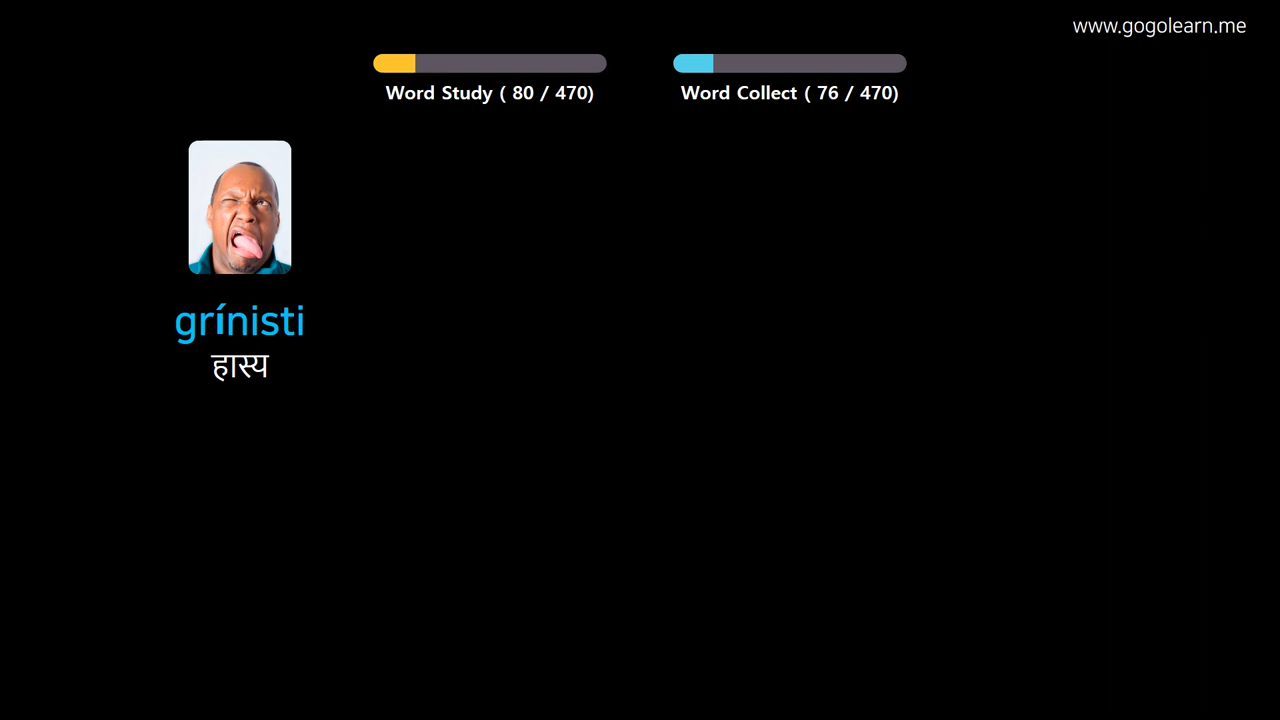 www.gogolearn.me
Word Study ( 80 / 470)
Word Collect ( 76 / 470)
grínisti
हास्य